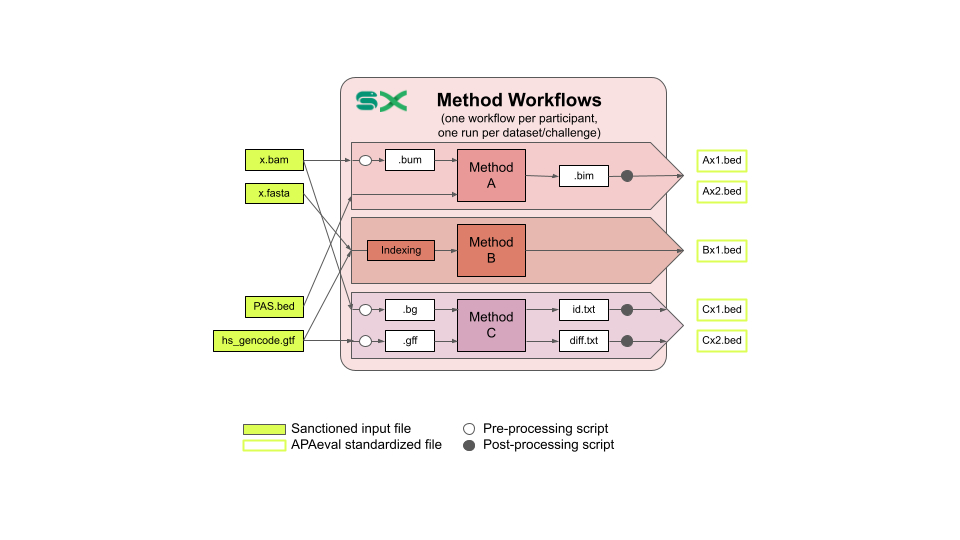 Method Workflows
(one workflow per participant,
one run per dataset/challenge)
x.bam
x.fasta
PAS.bed
hs_gencode.gtf
.bum
Method
A
.bim
Indexing
Method
B
.bg
.gff
Method
C
id.txt
diff.txt
Ax1.bed
Ax2.bed
Bx1.bed
Cx1.bed
Cx2.bed
Sanctioned input file
APAeval standardized file
Pre-processing script
Post-processing script